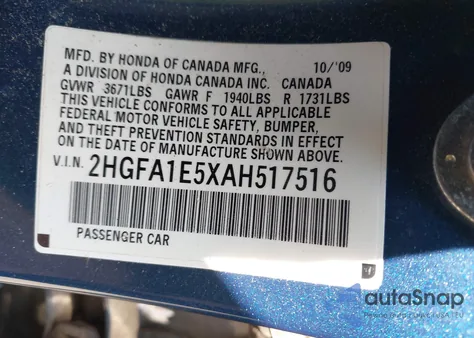 MFD. BY HONDA OF CANADA MFG., 10/'09
A DIVISION OF HONDA CANADA INC. CANADA
GVWR 3671LBS GAWR F 1940LBS R 1731LBS
THIS VEHICLE CONFORMS TO ALL APPLICABLE
FEDERAL MOTOR VEHICLE SAFETY, BUMPER,
AND THEFT PREVENTION STANDARDS IN EFFECT
ON THE DATE OF MANUFACTURE SHOWN ABOVE.
V.I.N. 2HGFA1E5XAH517516
PASSENGER CAR
autaSnap